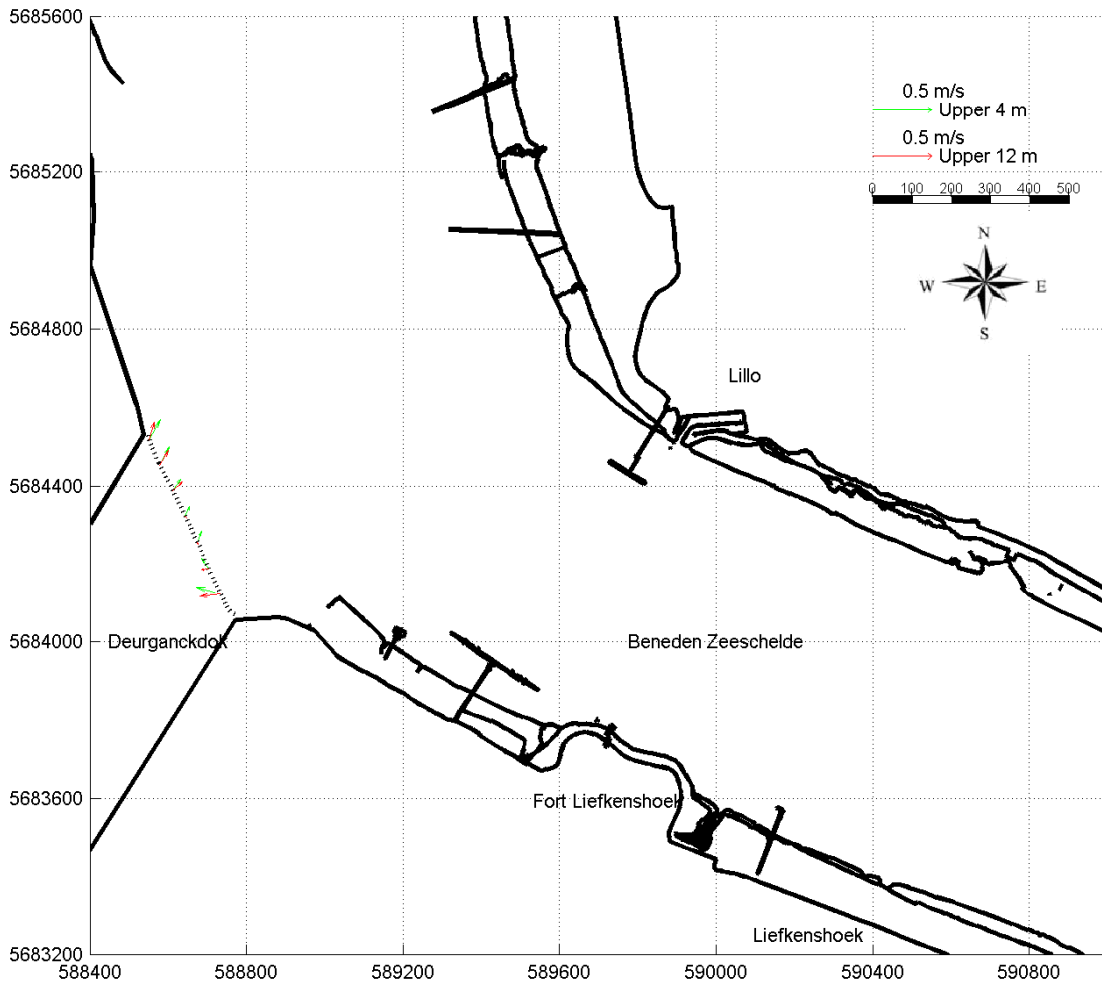 5685600
0.5 m/s
Upper 4 m
0.5 m/s
Upper 12 m
5685200
0 100 200 300 400 500
N
W E
S
5684800
Lillo
5684400
5684000
Deurganckdok
Beneden Zeeschelde
5683600
Fort Liefkenshoek
Liefkenshoek
5683200
588400 588800 589200 589600 590000 590400 590800